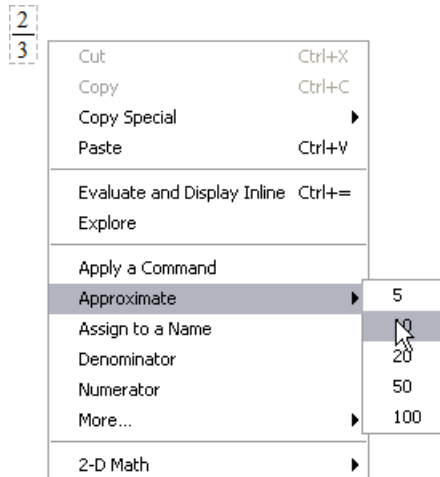 2
3
Cut Ctrl+X
Copy Ctrl+C
Copy Special
Paste Ctrl+V
Evaluate and Display Inline Ctrl+=
Explore
Apply a Command
Approximate
5
10
20
50
100
Assign to a Name
Denominator
Numerator
More...
2-D Math